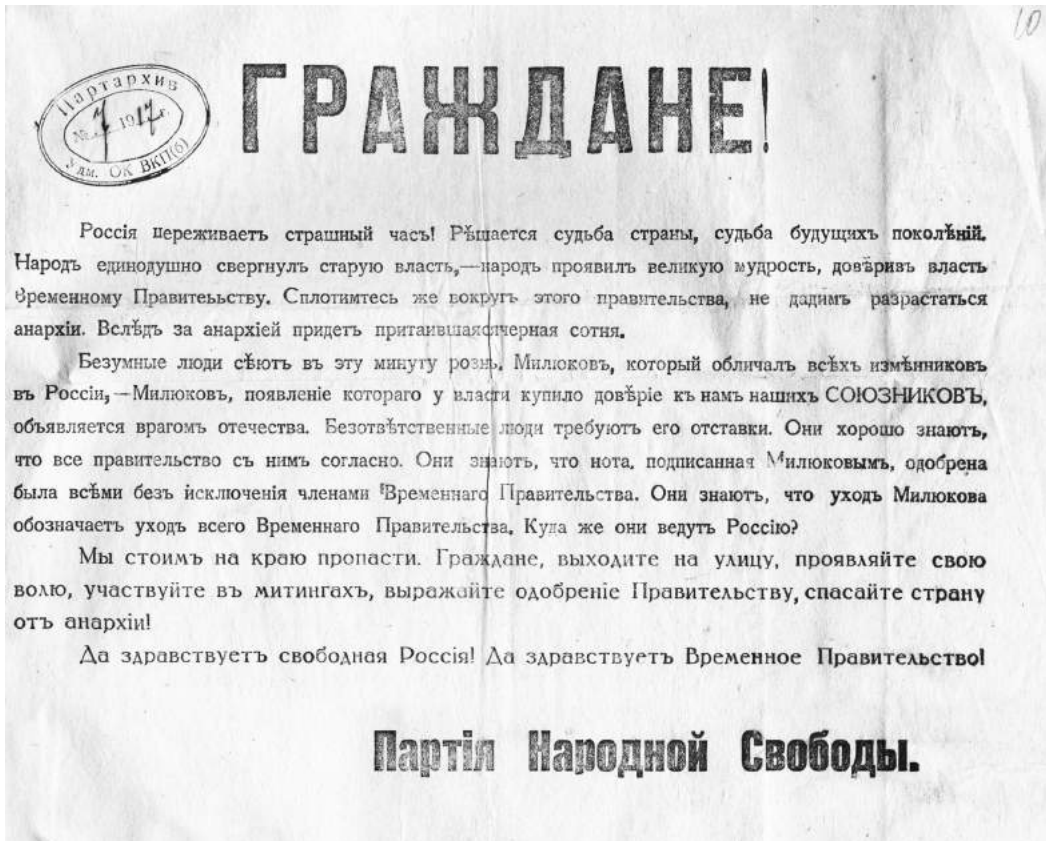 10
ГРАЖДАНЕ!
Партархив
№ 7 1917 г.
Удм. ОК ВКП(б)
Россія переживаетъ страшный часъ! Рѣшается судьба страны, судьба будущихъ поколѣній.
Народъ единодушно свергнулъ старую власть,—народъ проявилъ великую мудрость, довѣривъ власть
Временному Правитеььству. Сплотимтесь же вокругъ этого правительства, не дадимъ разрастаться
анархіи. Вслѣдъ за анархіей придетъ притаившаяся черная сотня.
Безумные люди сѣютъ въ эту минуту рознь. Милюковъ, который обличалъ всѣхъ измѣнниковъ
въ Россіи,—Милюковъ, появленіе котораго у власти купило довѣріе къ намъ нашихъ СОЮЗНИКОВЪ,
объявляется врагомъ отечества. Безотвѣтственные люди требуютъ его отставки. Они хорошо знаютъ,
что все правительство съ нимъ согласно. Они знаютъ, что нота, подписанная Милюковымъ, одобрена
была всѣми безъ исключенія членами Временнаго Правительства. Они знаютъ, что уходъ Милюкова
обозначаетъ уходъ всего Временнаго Правительства. Куда же они ведутъ Россію?
Мы стоимъ на краю пропасти. Граждане, выходите на улицу, проявляйте свою
волю, участвуйте въ митингахъ, выражайте одобреніе Правительству, спасайте страну
отъ анархіи!
Да здравствуетъ свободная Россія! Да здравствуетъ Временное Правительство!
Партія Народной Свободы.